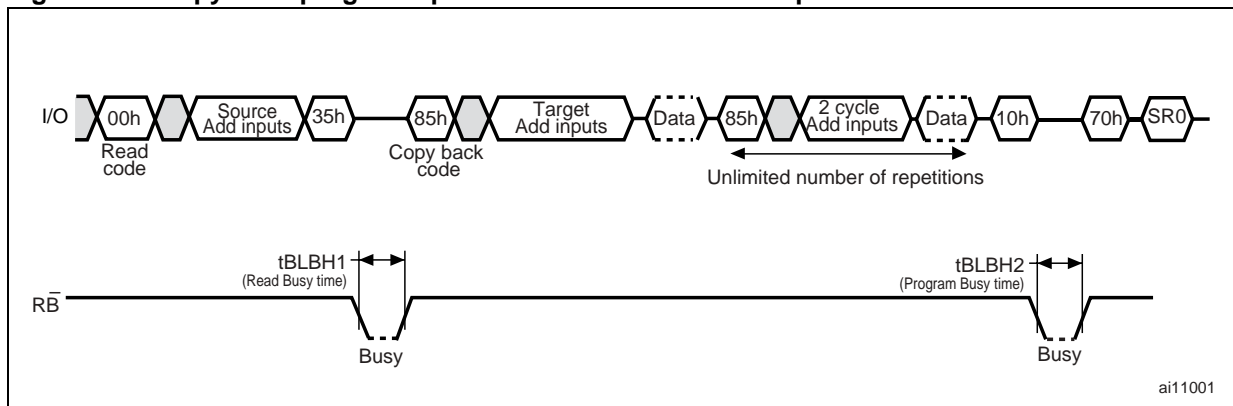 I/O
00h
Source
Add inputs
35h
85h
Target
Add inputs
Data
85h
2 cycle
Add inputs
Data
10h
70h
SR0
Read
code
Copy back
code
Unlimited number of repetitions
tBLBH1
(Read Busy time)
tBLBH2
(Program Busy time)
RB̅
Busy
Busy
ai11001